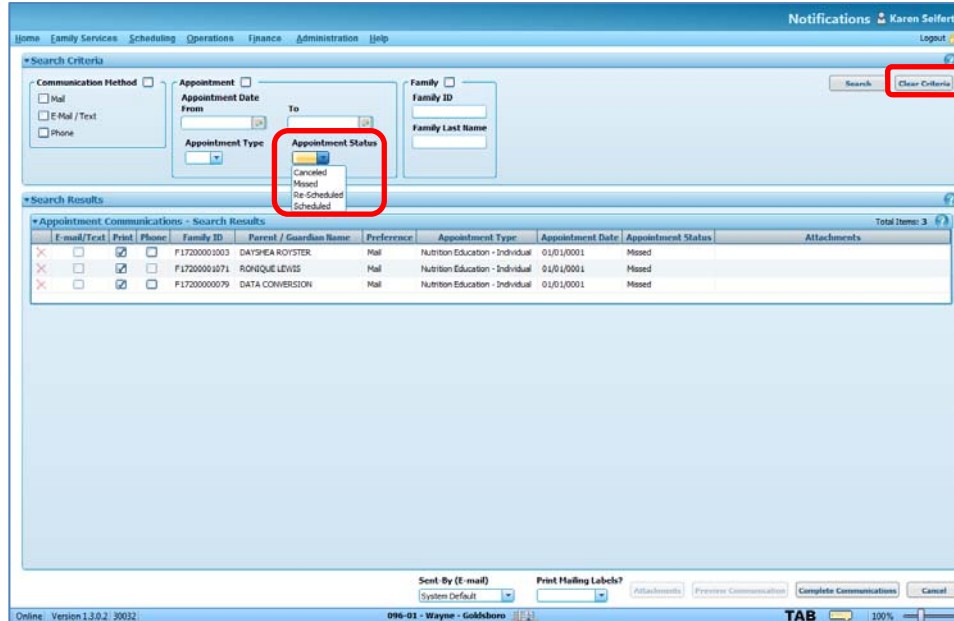 Notifications Karen Seifert
Home Family Services Scheduling Operations Finance Administration Help Logout
Search Criteria
Communication Method Appointment Family Search Clear Criteria
Mail Appointment Date Family ID
E-Mail / Text From To
Phone Family Last Name
Appointment Type Appointment Status
Canceled
Missed
Re-Scheduled
Scheduled
Search Results
Appointment Communications - Search Results Total Items: 3
E-mail/Text Print Phone Family ID Parent / Guardian Name Preference Appointment Type Appointment Date Appointment Status Attachments
F17200001003 DAYSHEA ROYSTER Mail Nutrition Education - Individual 01/01/0001 Missed
F17200001071 RONIQUE LEWIS Mail Nutrition Education - Individual 01/01/0001 Missed
F17200000079 DATA CONVERSION Mail Nutrition Education - Individual 01/01/0001 Missed
Sent-By (E-mail) Print Mailing Labels?
System Default Attachments Preview Communication Complete Communications Cancel
Online Version 1.3.0.2 30032 096-01 - Wayne - Goldsboro TAB 100%